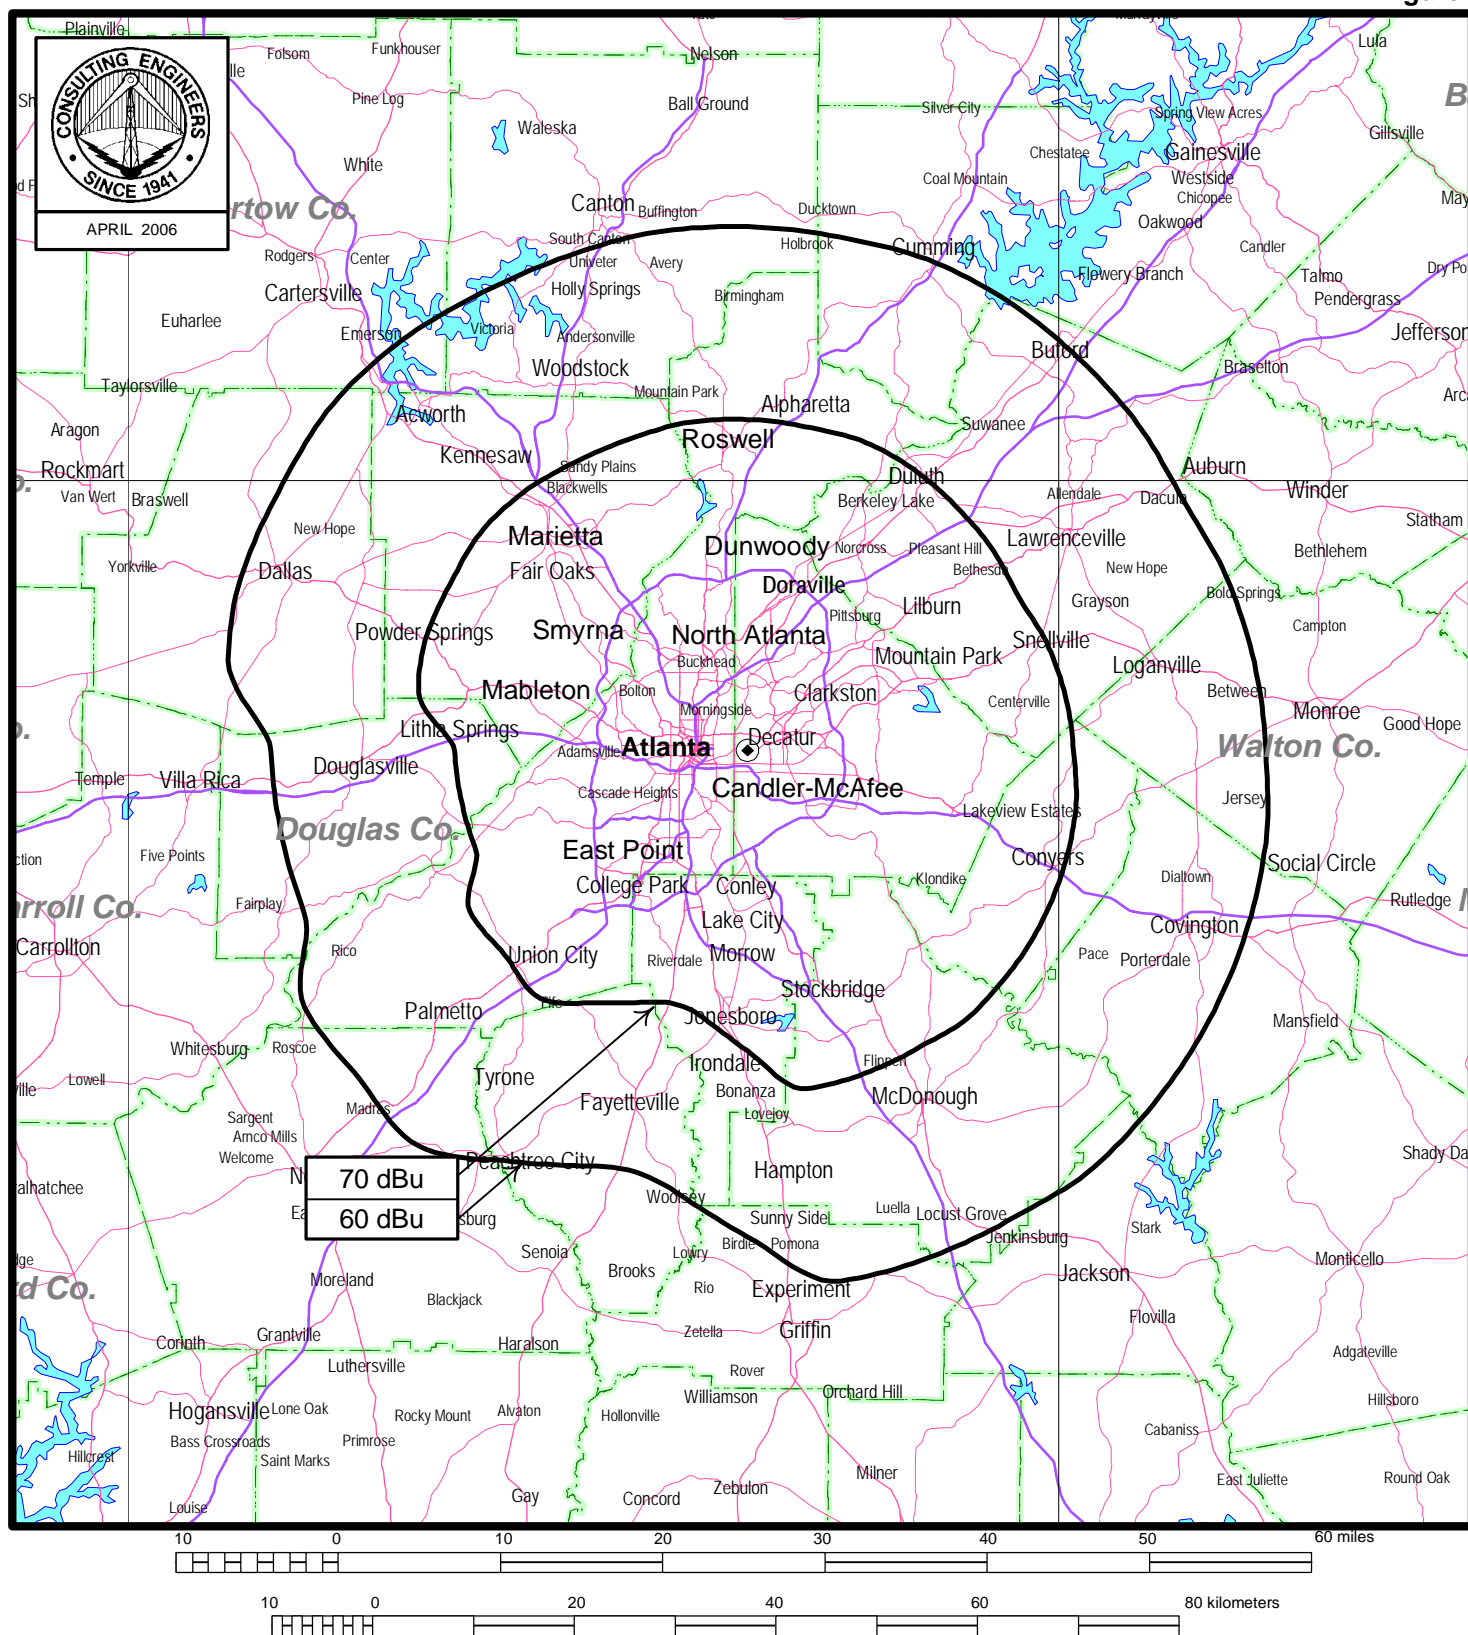 Plainville
Folsom
Funkhouser
Nelson
Lula
CONSULTING ENGINEERS
SINCE 1941
APRIL 2006
Pine Log
Ball Ground
Silver City
Spring View Acres
Gillsville
Waleska
White
Chestatee
Gainesville
Coal Mountain
Westside
Chicopee
Canton
Buffington
Ducktown
Oakwood
South Canton
Holbrook
Cumming
Candler
Rodgers
Center
Univeter
Avery
Flowery Branch
Talmo
Cartersville
Holly Springs
Birmingham
Pendergrass
Euharlee
Emerson
Victoria
Andersonville
Jefferson
Buford
Woodstock
Braselton
Taylorsville
Mountain Park
Alpharetta
Acworth
Suwanee
Aragon
Roswell
Kennesaw
Rockmart
Sandy Plains
Auburn
Van Wert
Braswell
Blackwells
Duluth
Berkeley Lake
Allendale
Dacula
Winder
New Hope
Statham
Marietta
Dunwoody
Norcross
Pleasant Hill
Lawrenceville
Bethlehem
Yorkville
Dallas
Fair Oaks
Doraville
Bethesda
New Hope
Bold Springs
Lilburn
Grayson
Pittsburg
Campton
Powder Springs
Smyrna
North Atlanta
Snellville
Buckhead
Mountain Park
Loganville
Mableton
Bolton
Clarkston
Centerville
Between
Morningside
Monroe
Lithia Springs
Good Hope
Adamsville
Atlanta
Decatur
Walton Co.
Temple
Villa Rica
Douglasville
Cascade Heights
Candler-McAfee
Jersey
Lakeview Estates
Douglas Co.
Five Points
East Point
Conyers
Social Circle
College Park
Conley
Klondike
Dialtown
Rutledge
Fairplay
Lake City
Covington
Carrollton
Rico
Union City
Riverdale
Morrow
Pace
Porterdale
Stockbridge
Palmetto
Fife
Jonesboro
Mansfield
Whitesburg
Roscoe
Irondale
Flippen
Lowell
Tyrone
Bonanza
McDonough
Madras
Fayetteville
Lovejoy
Sargent
Amco Mills
Welcome
Peachtree City
Hampton
70 dBu
60 dBu
Woolsey
Luella
Locust Grove
Sunny Side
Stark
Senoia
Lowry
Birdie
Pomona
Jenkinsburg
Monticello
Moreland
Brooks
Rio
Experiment
Jackson
Blackjack
Flovilla
Corinth
Grantville
Haralson
Zetella
Griffin
Adgateville
Luthersville
Rover
Williamson
Orchard Hill
Hillsboro
Hogansville
Lone Oak
Rocky Mount
Alvaton
Hollonville
Cabaniss
Bass Crossroads
Primrose
Hillcrest
Saint Marks
Milner
East Juliette
Round Oak
Gay
Concord
Zebulon
Louise
10 0 10 20 30 40 50 60 miles
10 0 20 40 60 80 kilometers